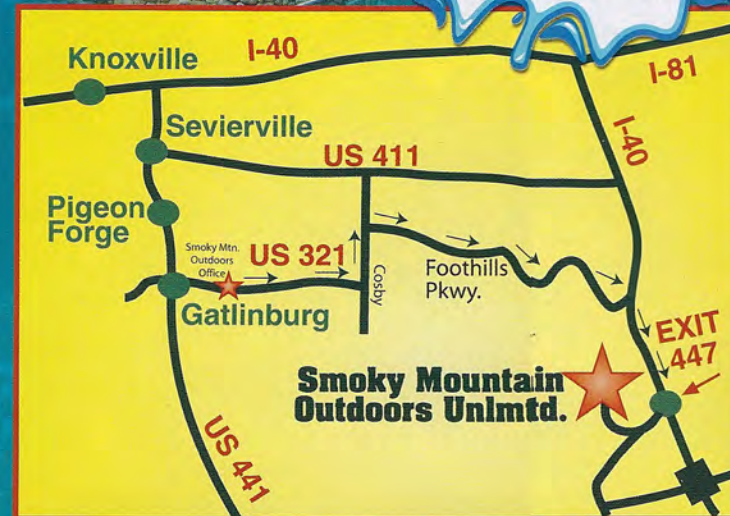 Knoxville
I-40
I-81
Sevierville
I-40
US 411
Pigeon
Forge
Smoky Mtn.
Outdoors
Office
US 321
Cosby
Foothills
Pkwy.
Gatlinburg
EXIT
447
Smoky Mountain
Outdoors Unlmtd.
US 441